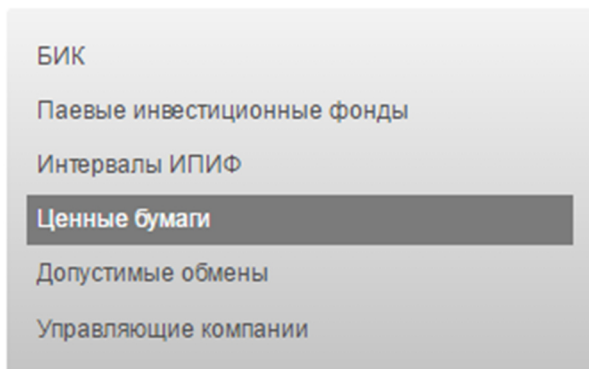 БИК
Паевые инвестиционные фонды
Интервалы ИПИФ
Ценные бумаги
Допустимые обмены
Управляющие компании